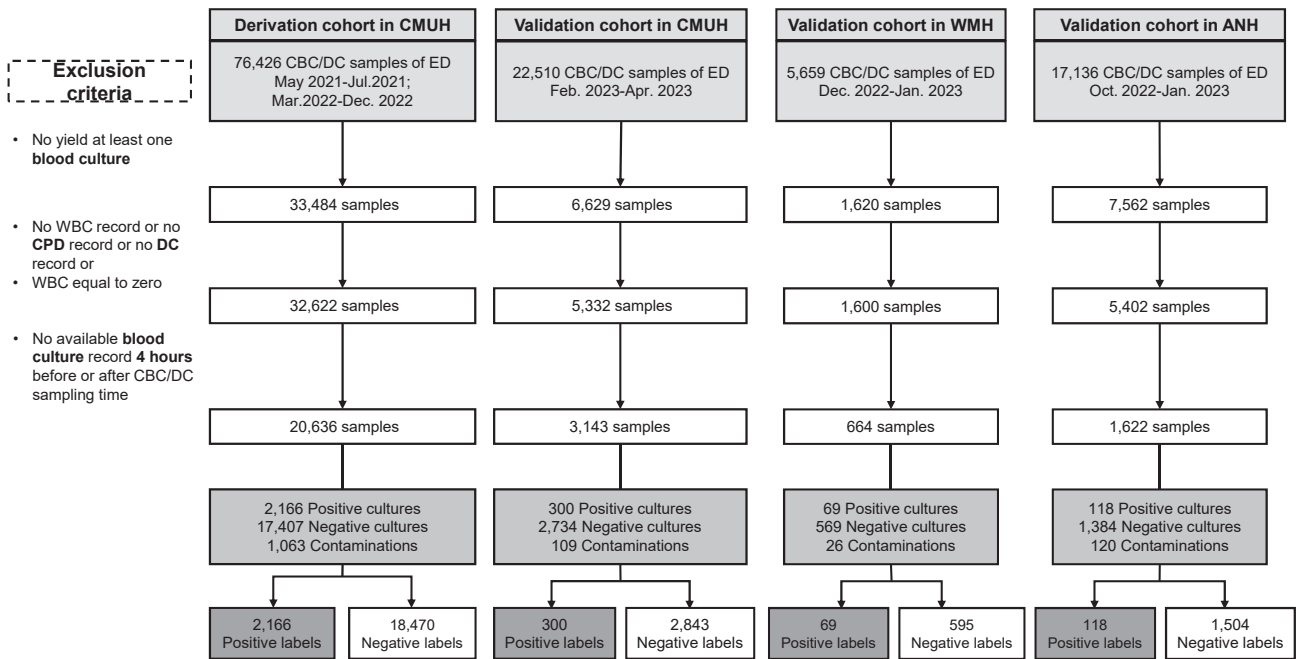 Derivation cohort in CMUH
76,426 CBC/DC samples of ED
May 2021-Jul.2021;
Mar.2022-Dec. 2022
Validation cohort in CMUH
22,510 CBC/DC samples of ED
Feb. 2023-Apr. 2023
Validation cohort in WMH
5,659 CBC/DC samples of ED
Dec. 2022-Jan. 2023
Validation cohort in ANH
17,136 CBC/DC samples of ED
Oct. 2022-Jan. 2023
Exclusion
criteria
• No yield at least one
blood culture
33,484 samples
6,629 samples
1,620 samples
7,562 samples
• No WBC record or no
CPD record or no DC
record or
• WBC equal to zero
32,622 samples
5,332 samples
1,600 samples
5,402 samples
• No available blood
culture record 4 hours
before or after CBC/DC
sampling time
20,636 samples
3,143 samples
664 samples
1,622 samples
2,166 Positive cultures
17,407 Negative cultures
1,063 Contaminations
300 Positive cultures
2,734 Negative cultures
109 Contaminations
69 Positive cultures
569 Negative cultures
26 Contaminations
118 Positive cultures
1,384 Negative cultures
120 Contaminations
2,166
Positive labels
18,470
Negative labels
300
Positive labels
2,843
Negative labels
69
Positive labels
595
Negative labels
118
Positive labels
1,504
Negative labels